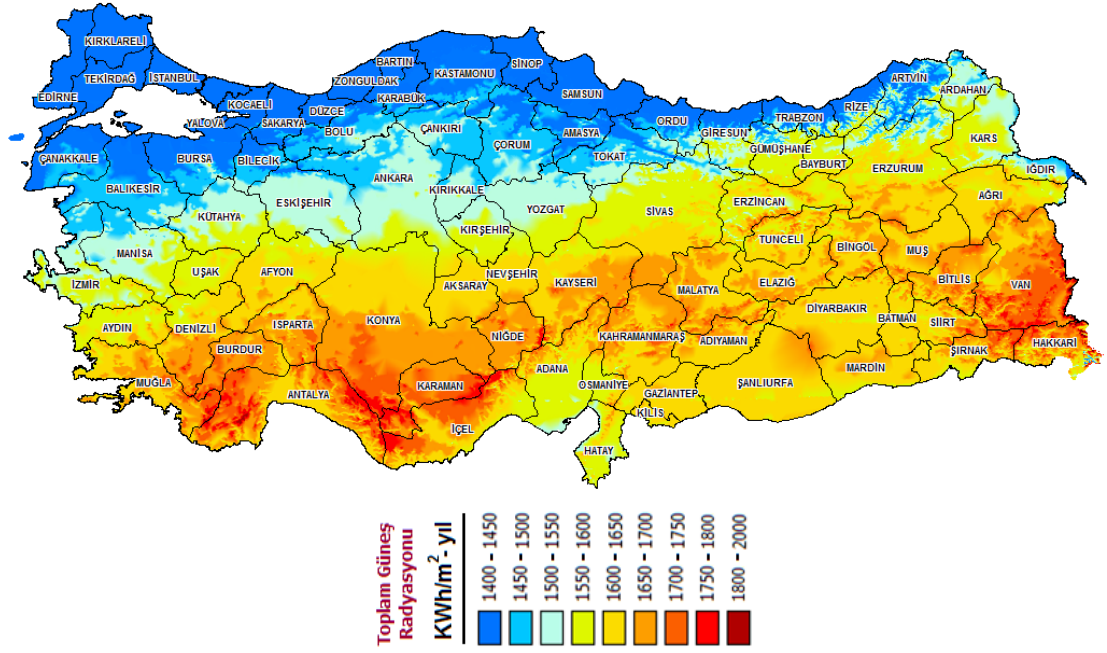 KIRKLARELİ
TEKİRDAĞ
İSTANBUL
EDİRNE
KOCAELİ
YALOVA
SAKARYA
DÜZCE
ZONGULDAK
BARTIN
KARABÜK
KASTAMONU
SİNOP
SAMSUN
ORDU
GİRESUN
TRABZON
RİZE
ARTVİN
ARDAHAN
ÇANAKKALE
BURSA
BİLECİK
BOLU
ÇANKIRI
ÇORUM
AMASYA
TOKAT
GÜMÜŞHANE
BAYBURT
ERZURUM
KARS
IĞDIR
BALIKESİR
KÜTAHYA
ESKİŞEHİR
ANKARA
KIRIKKALE
YOZGAT
SİVAS
ERZİNCAN
AĞRI
KIRŞEHİR
TUNCELİ
BİNGÖL
MUŞ
MANİSA
İZMİR
UŞAK
AFYON
AKSARAY
NEVŞEHİR
KAYSERİ
MALATYA
ELAZIĞ
BİTLİS
VAN
DİYARBAKIR
BATMAN
SİİRT
AYDIN
DENİZLİ
ISPARTA
KONYA
NİĞDE
KAHRAMANMARAŞ
ADIYAMAN
ŞIRNAK
HAKKARİ
BURDUR
MUĞLA
ANTALYA
KARAMAN
ADANA
OSMANİYE
GAZİANTEP
ŞANLIURFA
MARDİN
KİLİS
İÇEL
HATAY
Toplam Güneş
Radyasyonu
KWh/m²- yıl
1400 - 1450
1450 - 1500
1500 - 1550
1550 - 1600
1600 - 1650
1650 - 1700
1700 - 1750
1750 - 1800
1800 - 2000